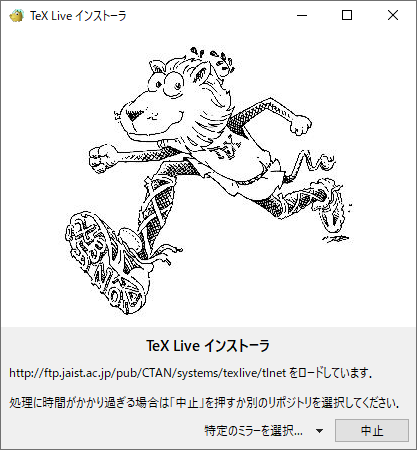 TeX Live インストーラ
TeX Live インストーラ
http://ftp.jaist.ac.jp/pub/CTAN/systems/texlive/tlnet をロードしています.
処理に時間がかかり過ぎる場合は「中止」を押すか別のリポジトリを選択してください.
特定のミラーを選択...
中止